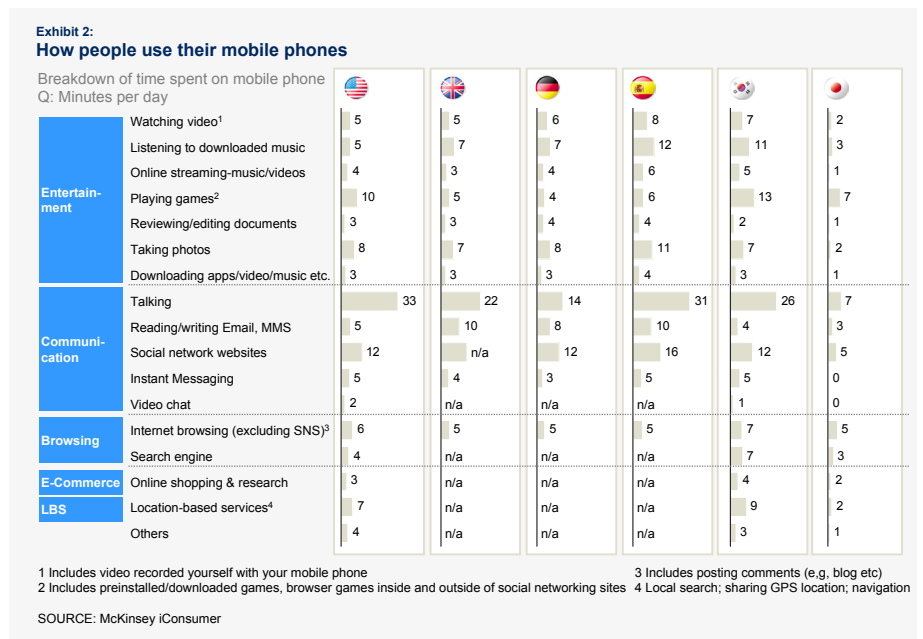 Exhibit 2:
How people use their mobile phones
Breakdown of time spent on mobile phone
Q: Minutes per day
Entertain-
ment
Watching video1 5 5 6 8 7 2
Listening to downloaded music 5 7 7 12 11 3
Online streaming-music/videos 4 3 4 6 5 1
Playing games2 10 5 4 6 13 7
Reviewing/editing documents 3 3 4 4 2 1
Taking photos 8 7 8 11 7 2
Downloading apps/video/music etc. 3 3 3 4 3 1
Communi-
cation
Talking 33 22 14 31 26 7
Reading/writing Email, MMS 5 10 8 10 4 3
Social network websites 12 n/a 12 16 12 5
Instant Messaging 5 4 3 5 5 0
Video chat 2 n/a n/a n/a 1 0
Browsing
Internet browsing (excluding SNS)3 6 5 5 5 7 5
Search engine 4 n/a n/a n/a 7 3
E-Commerce Online shopping & research 3 n/a n/a n/a 4 2
LBS Location-based services4 7 n/a n/a n/a 9 2
Others 4 n/a n/a n/a 3 1
1 Includes video recorded yourself with your mobile phone 3 Includes posting comments (e,g, blog etc)
2 Includes preinstalled/downloaded games, browser games inside and outside of social networking sites 4 Local search; sharing GPS location; navigation
SOURCE: McKinsey iConsumer